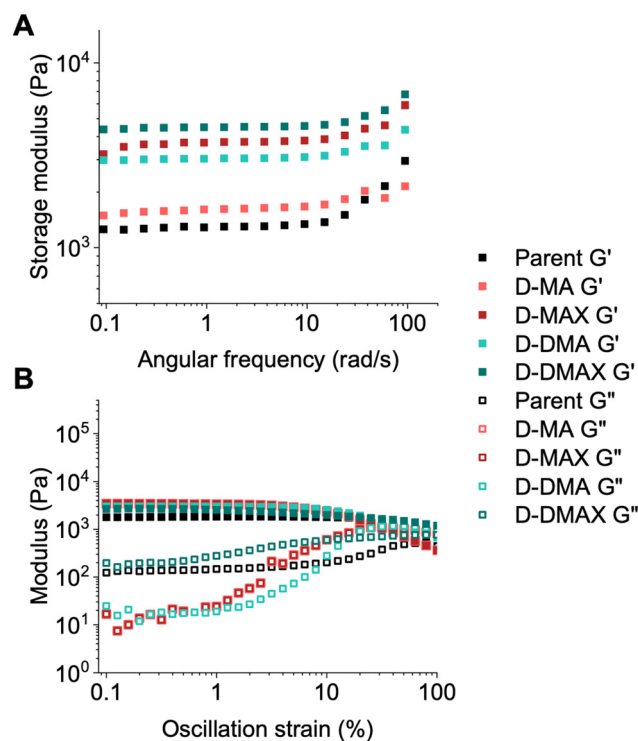 A
Storage modulus (Pa)
10⁴
10³
0.1 1 10 100
Angular frequency (rad/s)
B
Modulus (Pa)
10⁵
10⁴
10³
10²
10¹
10⁰
0.1 1 10 100
Oscillation strain (%)
Parent G'
D-MA G'
D-MAX G'
D-DMA G'
D-DMAX G'
Parent G"
D-MA G"
D-MAX G"
D-DMA G"
D-DMAX G"